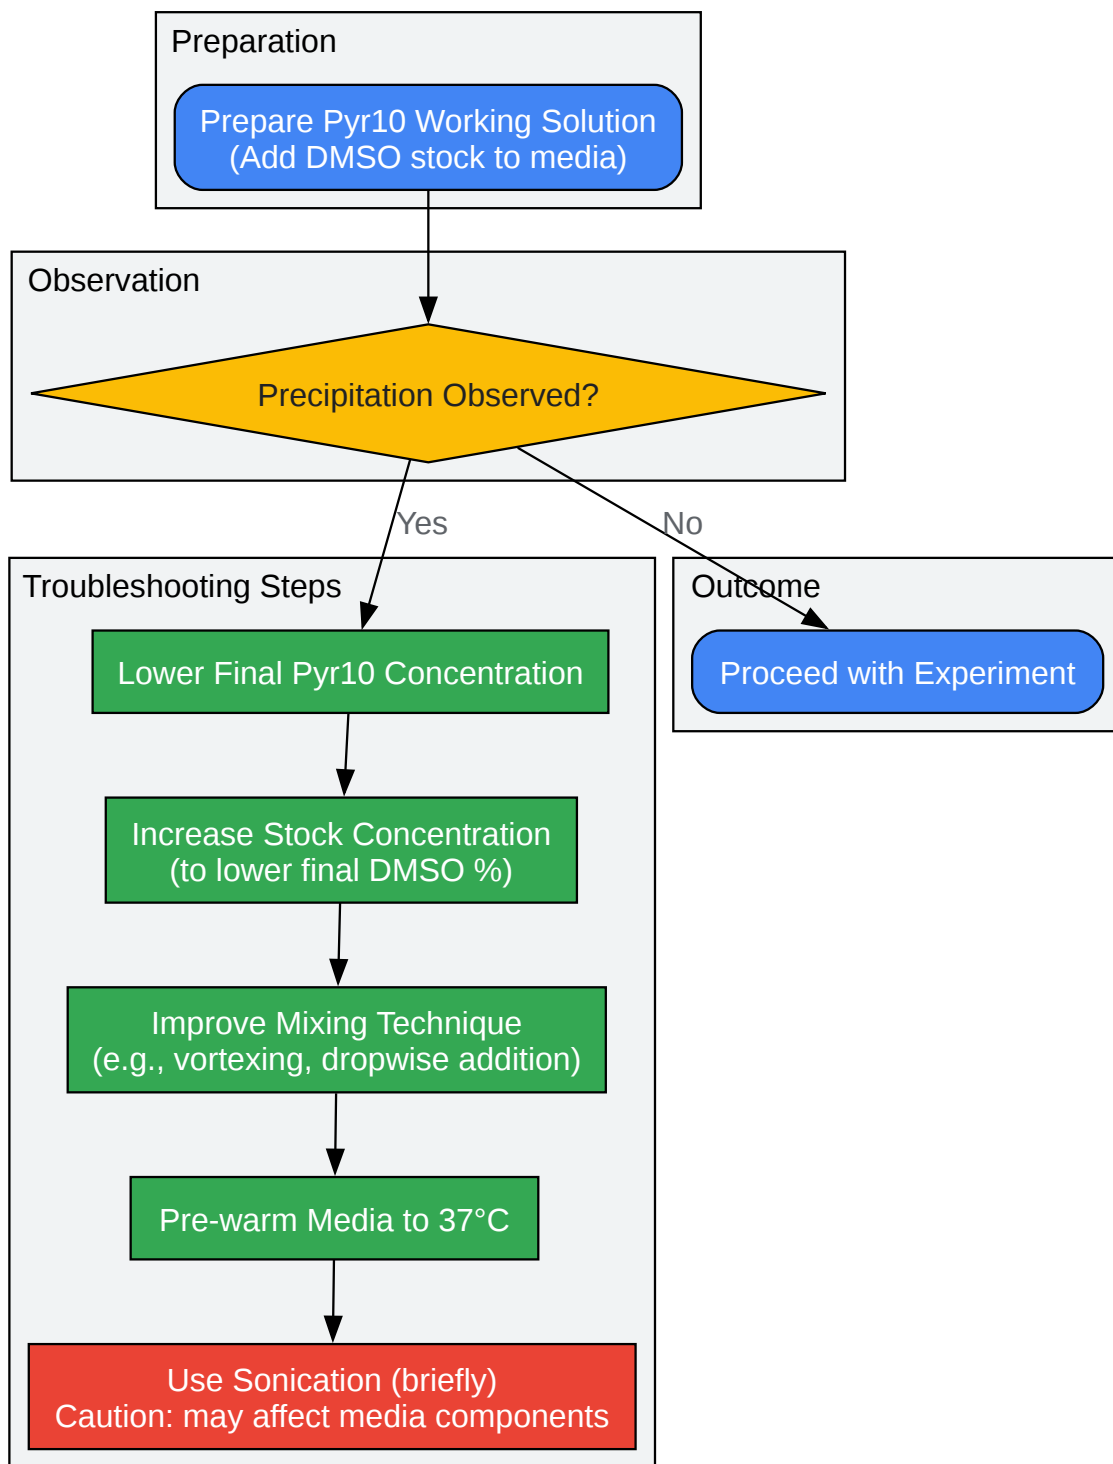 Preparation
Prepare Pyr10 Working Solution
(Add DMSO stock to media)
Observation
Precipitation Observed?
Yes
No
Troubleshooting Steps
Lower Final Pyr10 Concentration
Increase Stock Concentration
(to lower final DMSO %)
Improve Mixing Technique
(e.g., vortexing, dropwise addition)
Pre-warm Media to 37°C
Use Sonication (briefly)
Caution: may affect media components
Outcome
Proceed with Experiment